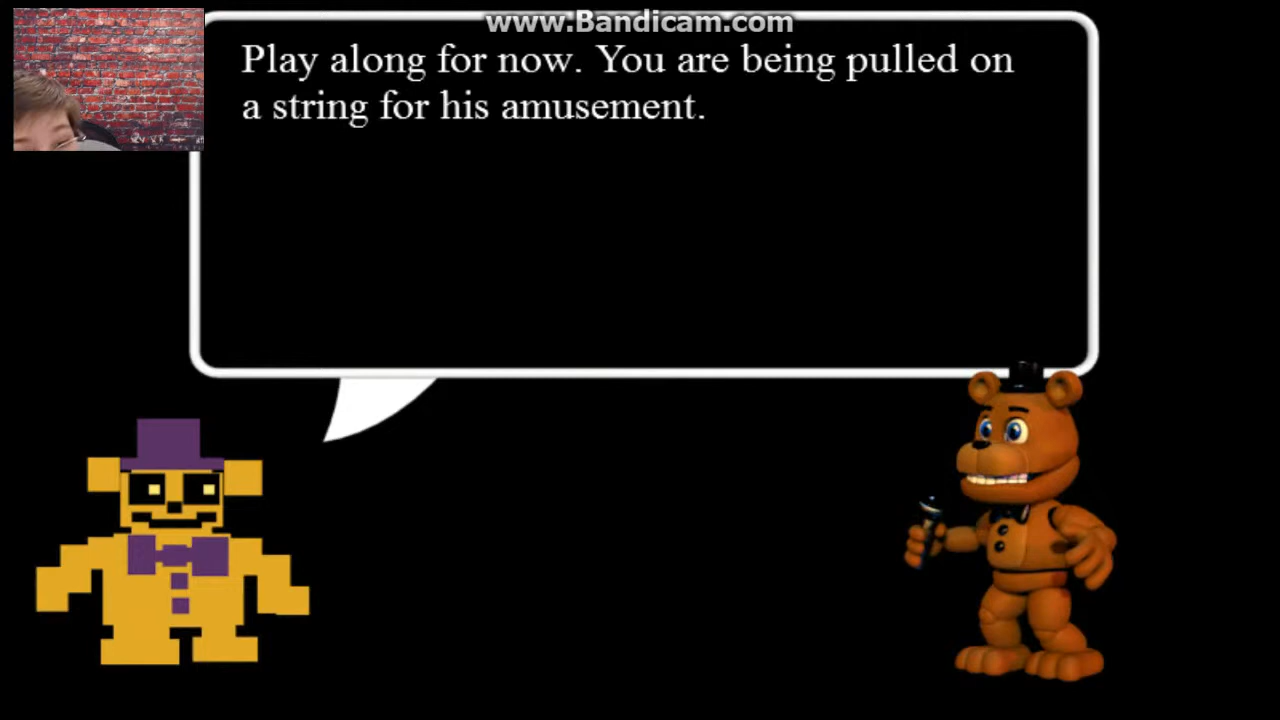 www.Bandicam.com
Play along for now. You are being pulled on
a string for his amusement.